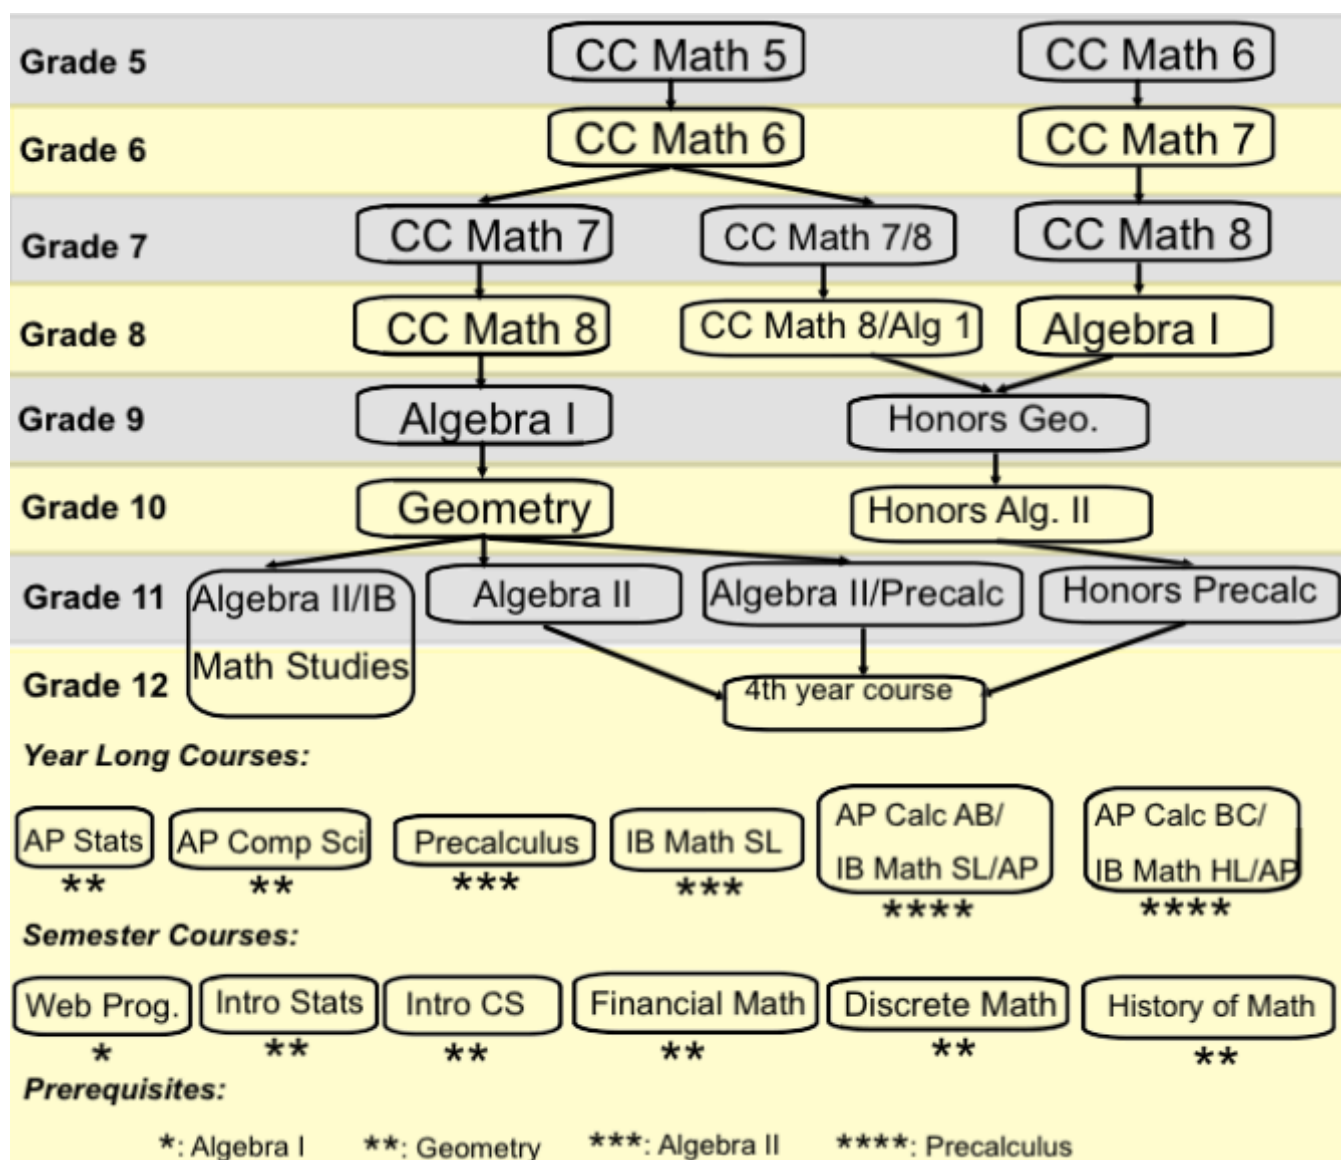 Grade 5
CC Math 5
CC Math 6
Grade 6
CC Math 6
CC Math 7
Grade 7
CC Math 7
CC Math 7/8
CC Math 8
Grade 8
CC Math 8
CC Math 8/Alg 1
Algebra I
Grade 9
Algebra I
Honors Geo.
Grade 10
Geometry
Honors Alg. II
Grade 11
Algebra II/IB
Math Studies
Algebra II
Algebra II/Precalc
Honors Precalc
Grade 12
4th year course
Year Long Courses:
AP Stats
**
AP Comp Sci
**
Precalculus
***
IB Math SL
***
AP Calc AB/
IB Math SL/AP
****
AP Calc BC/
IB Math HL/AP
****
Semester Courses:
Web Prog.
*
Intro Stats
**
Intro CS
**
Financial Math
**
Discrete Math
**
History of Math
**
Prerequisites:
*: Algebra I
**: Geometry
***: Algebra II
****: Precalculus